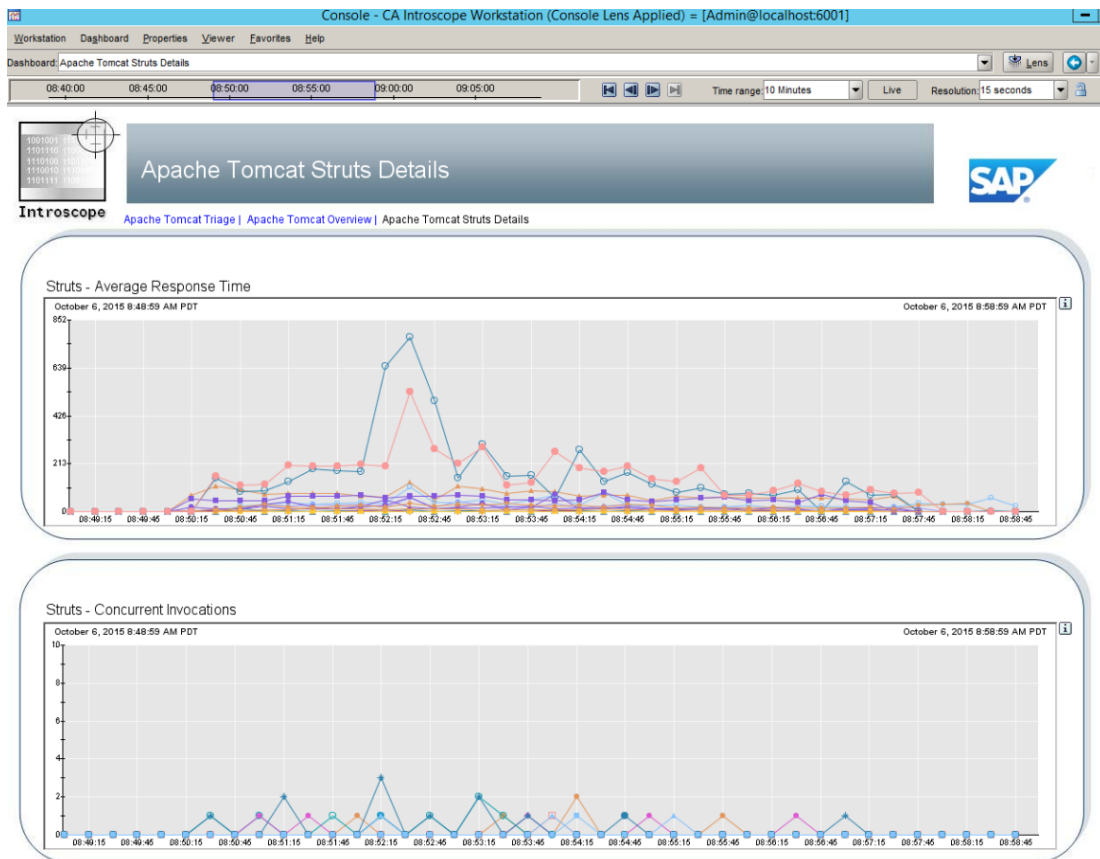 Console - CA Introscope Workstation (Console Lens Applied) = [Admin@localhost:6001]
Workstation Dashboard Properties Viewer Favorites Help
Dashboard: Apache Tomcat Struts Details Lens
08:40:00 08:45:00 08:50:00 08:55:00 09:00:00 09:05:00 Time range: 10 Minutes Live Resolution: 15 seconds
Apache Tomcat Struts Details
SAP
Introscope
Apache Tomcat Triage | Apache Tomcat Overview | Apache Tomcat Struts Details
Struts - Average Response Time
October 6, 2015 8:48:59 AM PDT October 6, 2015 8:58:59 AM PDT
852
639
426
213
0
08:49:15 08:49:45 08:50:15 08:50:45 08:51:15 08:51:45 08:52:15 08:52:45 08:53:15 08:53:45 08:54:15 08:54:45 08:55:15 08:55:45 08:56:15 08:56:45 08:57:15 08:57:45 08:58:15 08:58:45
Struts - Concurrent Invocations
October 6, 2015 8:48:59 AM PDT October 6, 2015 8:58:59 AM PDT
10
8
6
4
2
0
08:49:15 08:49:45 08:50:15 08:50:45 08:51:15 08:51:45 08:52:15 08:52:45 08:53:15 08:53:45 08:54:15 08:54:45 08:55:15 08:55:45 08:56:15 08:56:45 08:57:15 08:57:45 08:58:15 08:58:45